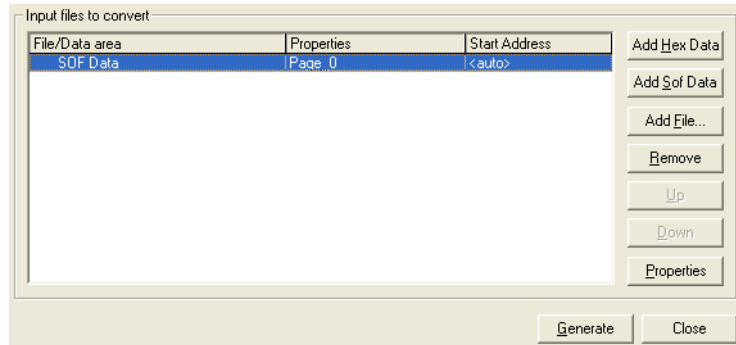 Input files to convert
File/Data area Properties Start Address
SOF Data Page_0 <auto>
Add Hex Data
Add Sof Data
Add File...
Remove
Up
Down
Properties
Generate Close